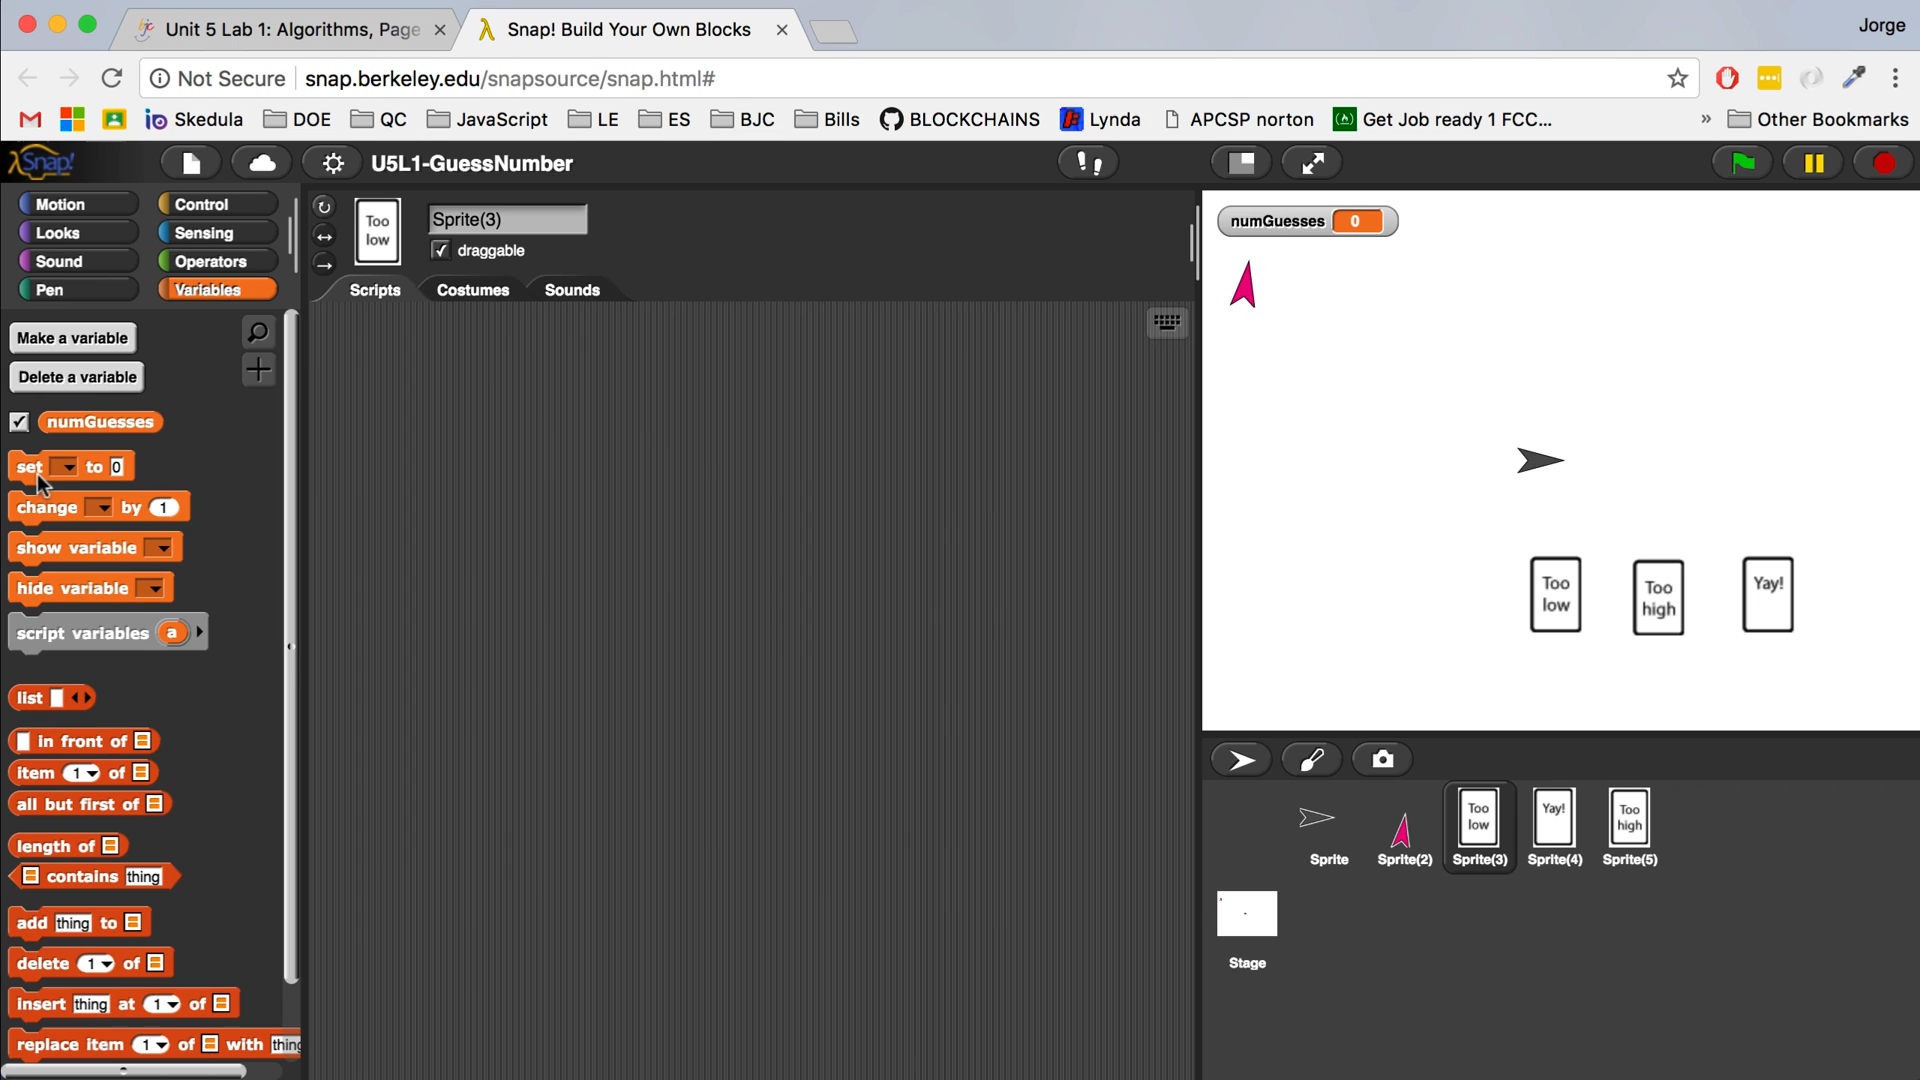 Unit 5 Lab 1: Algorithms, Page
Snap! Build Your Own Blocks
Jorge
Not Secure
snap.berkeley.edu/snapsource/snap.html#
Skedula
DOE
QC
JavaScript
LE
ES
BJC
Bills
BLOCKCHAINS
Lynda
APCSP norton
Get Job ready 1 FCC...
»
Other Bookmarks
Snap!
U5L1-GuessNumber
Motion
Control
Looks
Sensing
Sound
Operators
Pen
Variables
Make a variable
Delete a variable
numGuesses
set to 0
change by 1
show variable
hide variable
script variables a
list
in front of
item 1 of
all but first of
length of
contains thing
add thing to
delete 1 of
insert thing at 1 of
replace item 1 of with thing
Too
low
Sprite(3)
draggable
Scripts
Costumes
Sounds
numGuesses 0
Too
low
Too
high
Yay!
Too
low
Yay!
Too
high
Sprite
Sprite(2)
Sprite(3)
Sprite(4)
Sprite(5)
Stage